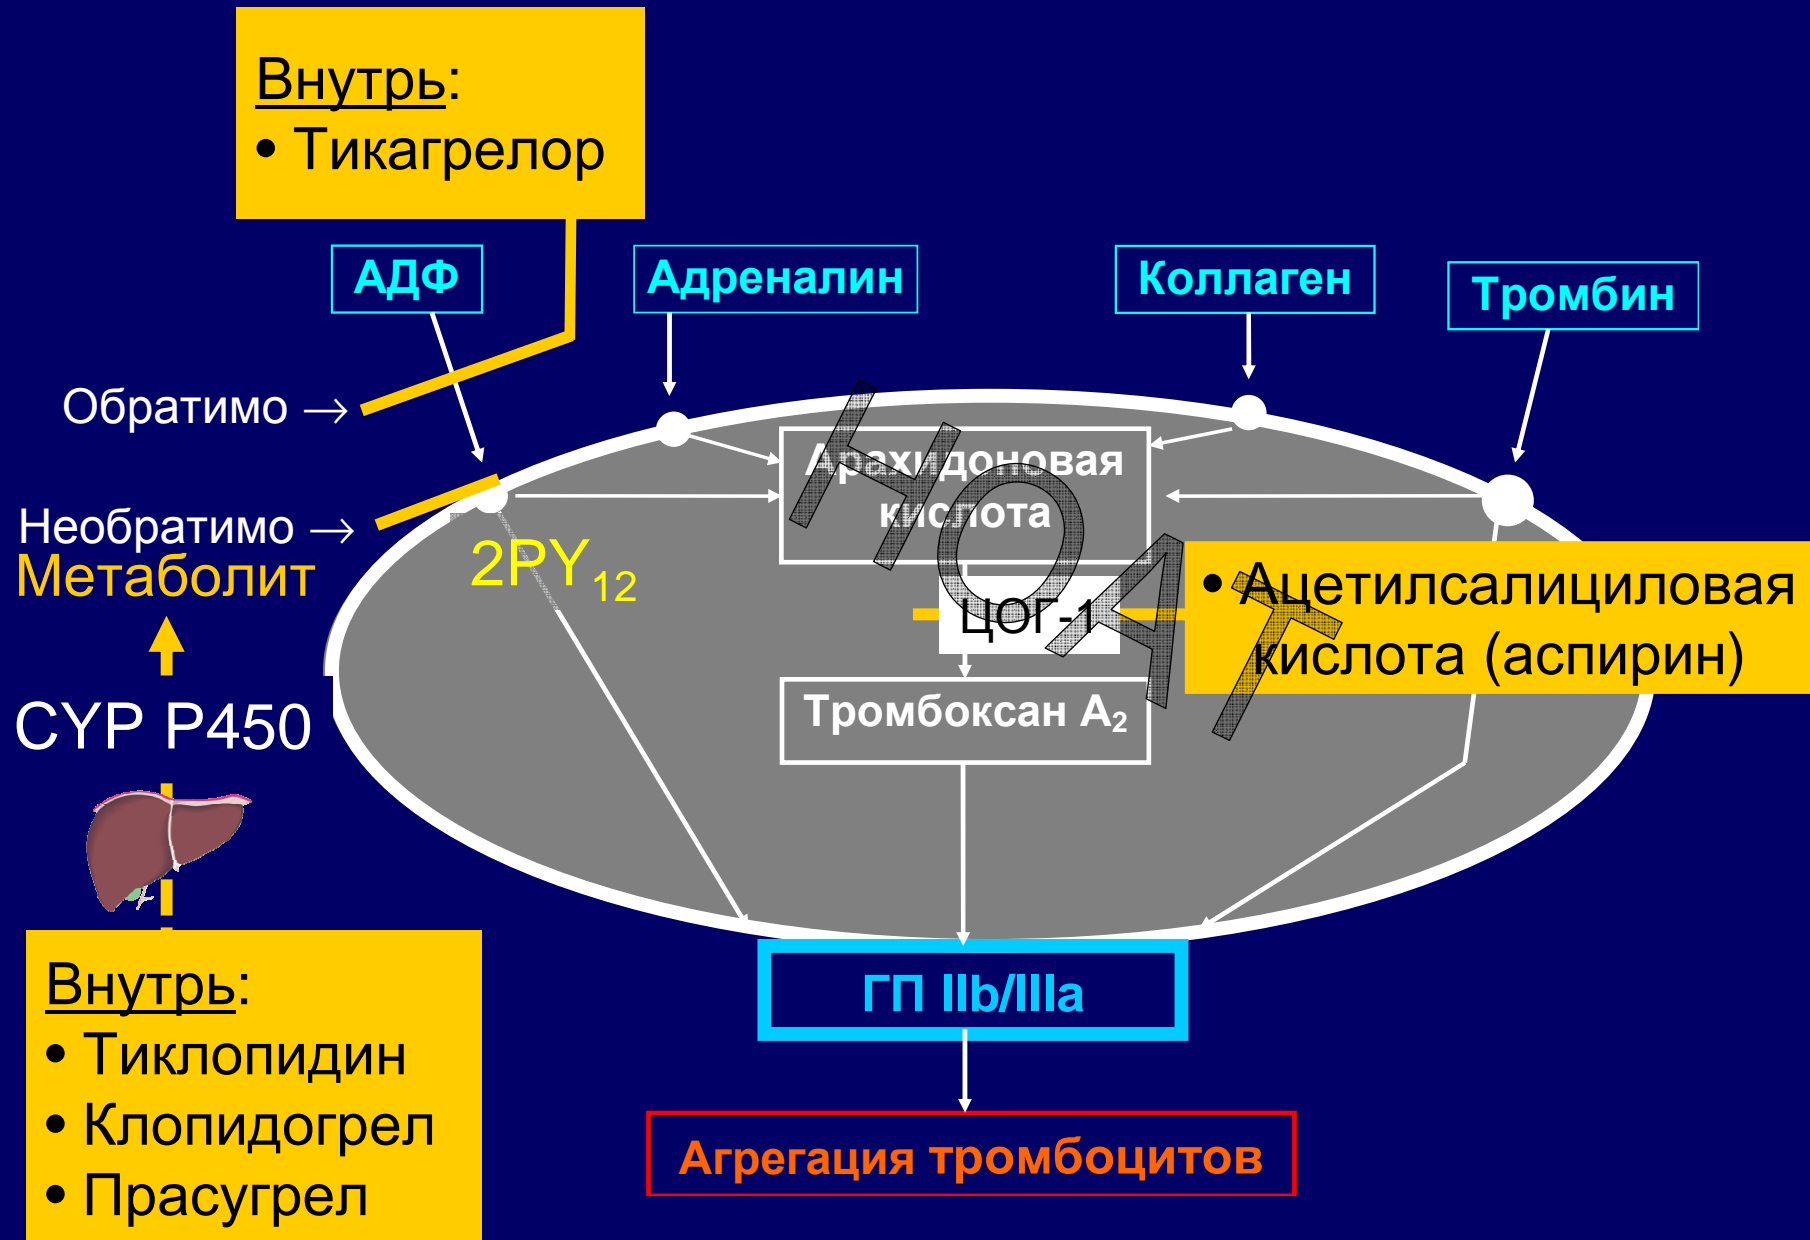 Внутрь:
• Тикагрелор
АДФ
Адреналин
Коллаген
Тромбин
Обратимо →
Арахидоновая
кислота
Необратимо →
Метаболит
2PY12
ЦОГ-1
• Ацетилсалициловая
кислота (аспирин)
Тромбоксан А2
CYP P450
НОАТ
ГП IIb/IIIa
Внутрь:
• Тиклопидин
• Клопидогрел
• Прасугрел
Агрегация тромбоцитов